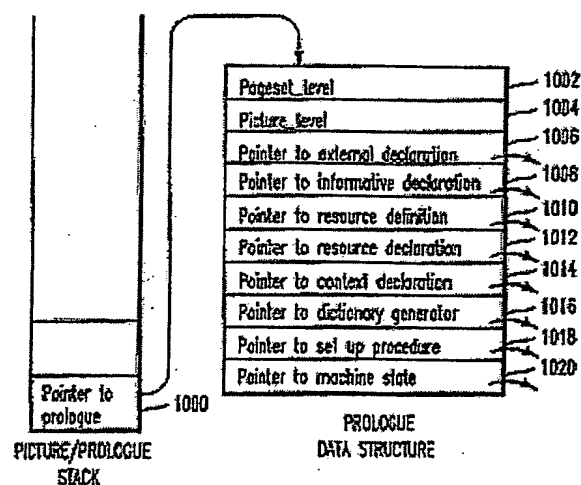 Pageset_level
1002
Picture_level
1004
Pointer to external declaration
1006
Pointer to informative declaration
1008
Pointer to resource definition
1010
Pointer to resource declaration
1012
Pointer to context declaration
1014
Pointer to dictionary generator
1016
Pointer to set up procedure
1018
Pointer to machine state
1020
Pointer to
prologue
1000
PICTURE/PROLOGUE
STACK
PROLOGUE
DATA STRUCTURE